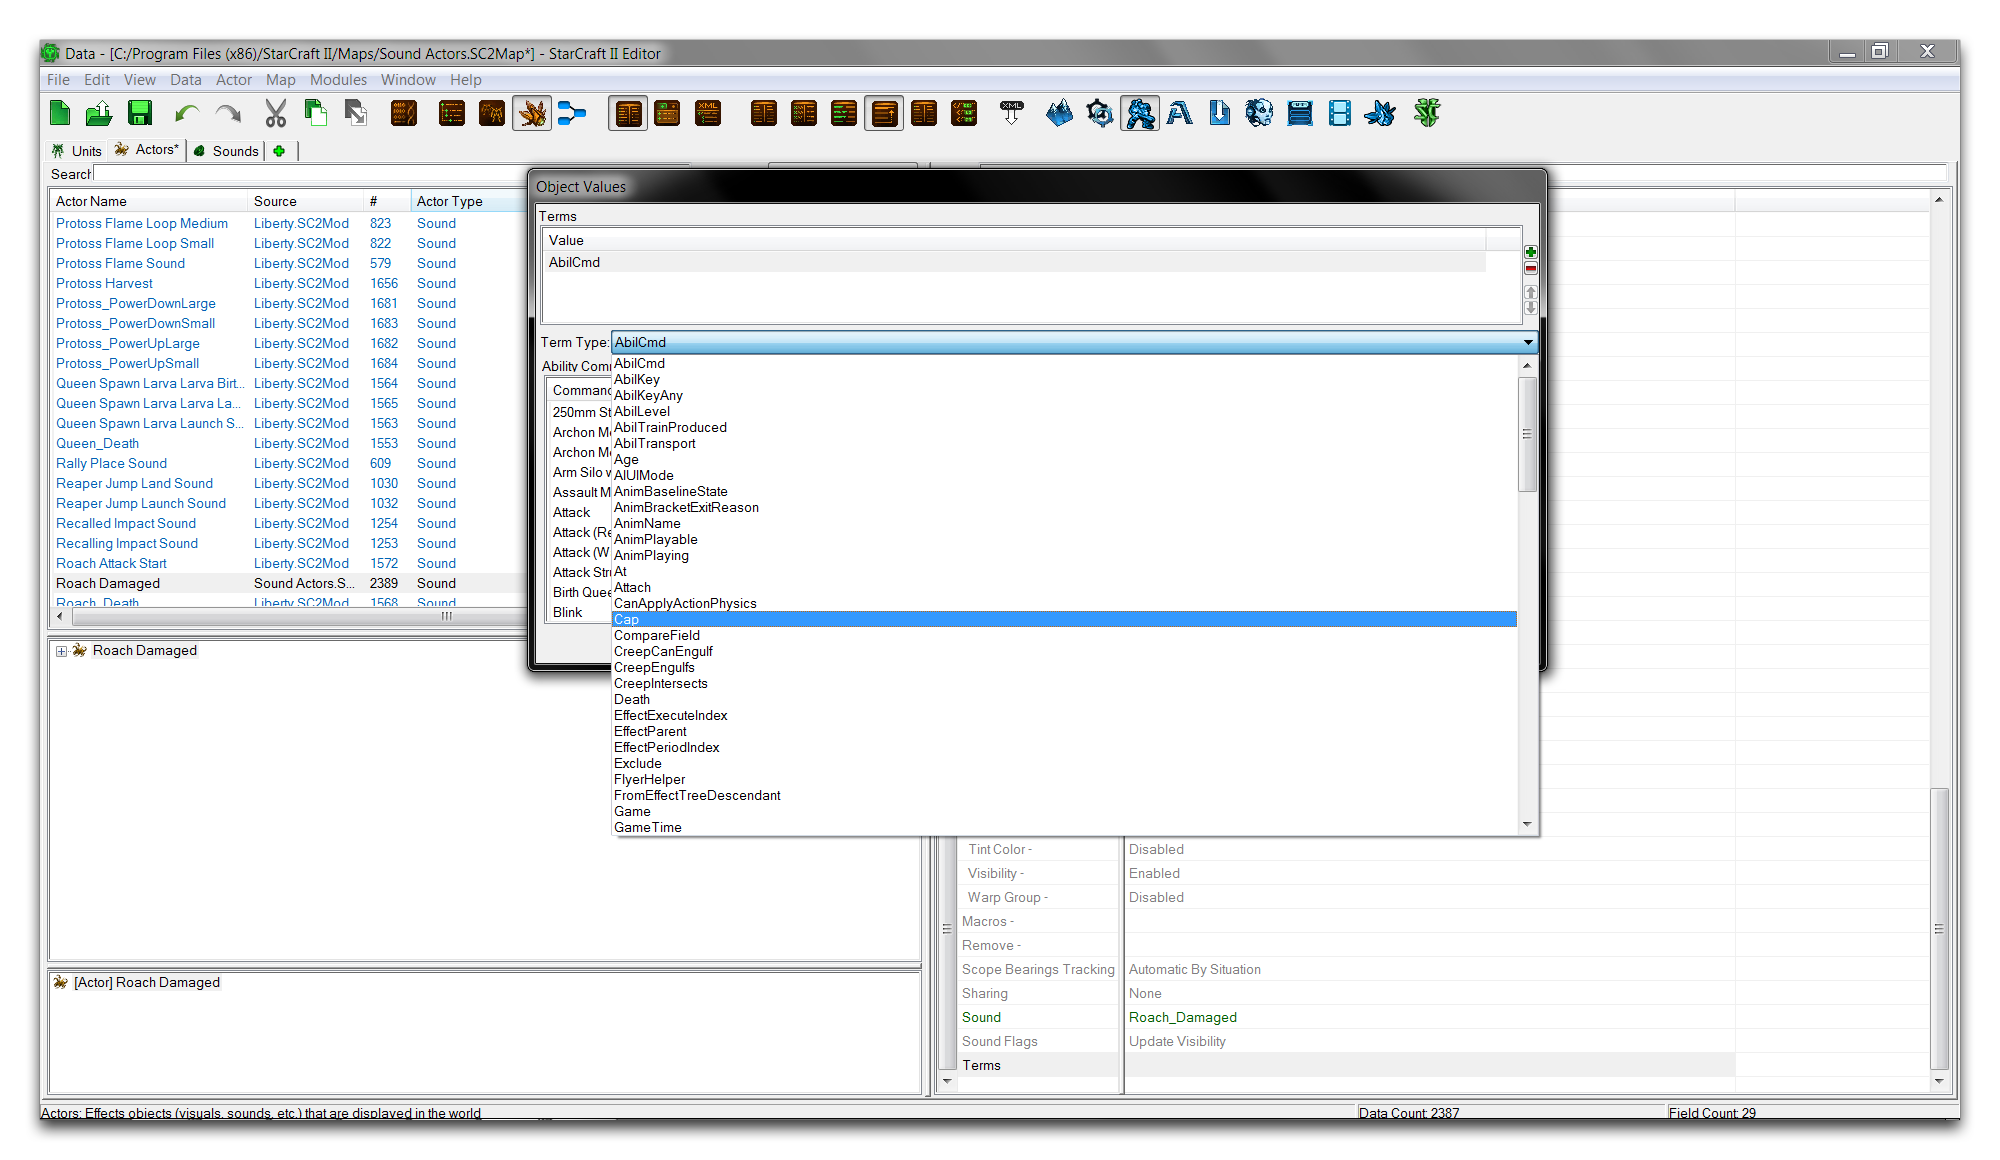 Data - [C:/Program Files (x86)/StarCraft II/Maps/Sound Actors.SC2Map*] - StarCraft II Editor
File Edit View Data Actor Map Modules Window Help
Units Actors* Sounds
Search
Actor Name Source # Actor Type
Protoss Flame Loop Medium Liberty.SC2Mod 823 Sound
Protoss Flame Loop Small Liberty.SC2Mod 822 Sound
Protoss Flame Sound Liberty.SC2Mod 579 Sound
Protoss Harvest Liberty.SC2Mod 1656 Sound
Protoss_PowerDownLarge Liberty.SC2Mod 1681 Sound
Protoss_PowerDownSmall Liberty.SC2Mod 1683 Sound
Protoss_PowerUpLarge Liberty.SC2Mod 1682 Sound
Protoss_PowerUpSmall Liberty.SC2Mod 1684 Sound
Queen Spawn Larva Larva Birt... Liberty.SC2Mod 1564 Sound
Queen Spawn Larva Larva La... Liberty.SC2Mod 1565 Sound
Queen Spawn Larva Launch S... Liberty.SC2Mod 1563 Sound
Queen_Death Liberty.SC2Mod 1553 Sound
Rally Place Sound Liberty.SC2Mod 609 Sound
Reaper Jump Land Sound Liberty.SC2Mod 1030 Sound
Reaper Jump Launch Sound Liberty.SC2Mod 1032 Sound
Recalled Impact Sound Liberty.SC2Mod 1254 Sound
Recalling Impact Sound Liberty.SC2Mod 1253 Sound
Roach Attack Start Liberty.SC2Mod 1572 Sound
Roach Damaged Sound Actors.S... 2389 Sound
Roach_Death Liberty.SC2Mod 1568 Sound
Roach Damaged
[Actor] Roach Damaged
Object Values
Terms
Value
AbilCmd
Term Type: AbilCmd
Ability Com
Command
250mm St
Archon M
Archon M
Arm Silo w
Assault M
Attack
Attack (Re
Attack (W
Attack Str
Birth Quee
Blink
AbilCmd
AbilKey
AbilKeyAny
AbilLevel
AbilTrainProduced
AbilTransport
Age
AIUIMode
AnimBaselineState
AnimBracketExitReason
AnimName
AnimPlayable
AnimPlaying
At
Attach
CanApplyActionPhysics
Cap
CompareField
CreepCanEngulf
CreepEngulfs
CreepIntersects
Death
EffectExecuteIndex
EffectParent
EffectPeriodIndex
Exclude
FlyerHelper
FromEffectTreeDescendant
Game
GameTime
Tint Color - Disabled
Visibility - Enabled
Warp Group - Disabled
Macros -
Remove -
Scope Bearings Tracking Automatic By Situation
Sharing None
Sound Roach_Damaged
Sound Flags Update Visibility
Terms
Actors: Effects objects (visuals, sounds, etc.) that are displayed in the world Data Count: 2387 Field Count: 29